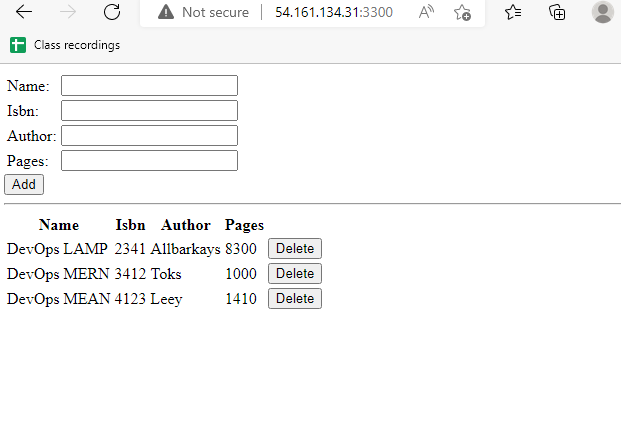 Not secure 54.161.134.31:3300
Class recordings
Name:
Isbn:
Author:
Pages:
Add
Name Isbn Author Pages
DevOps LAMP 2341 Allbarkays 8300 Delete
DevOps MERN 3412 Toks 1000 Delete
DevOps MEAN 4123 Leey 1410 Delete